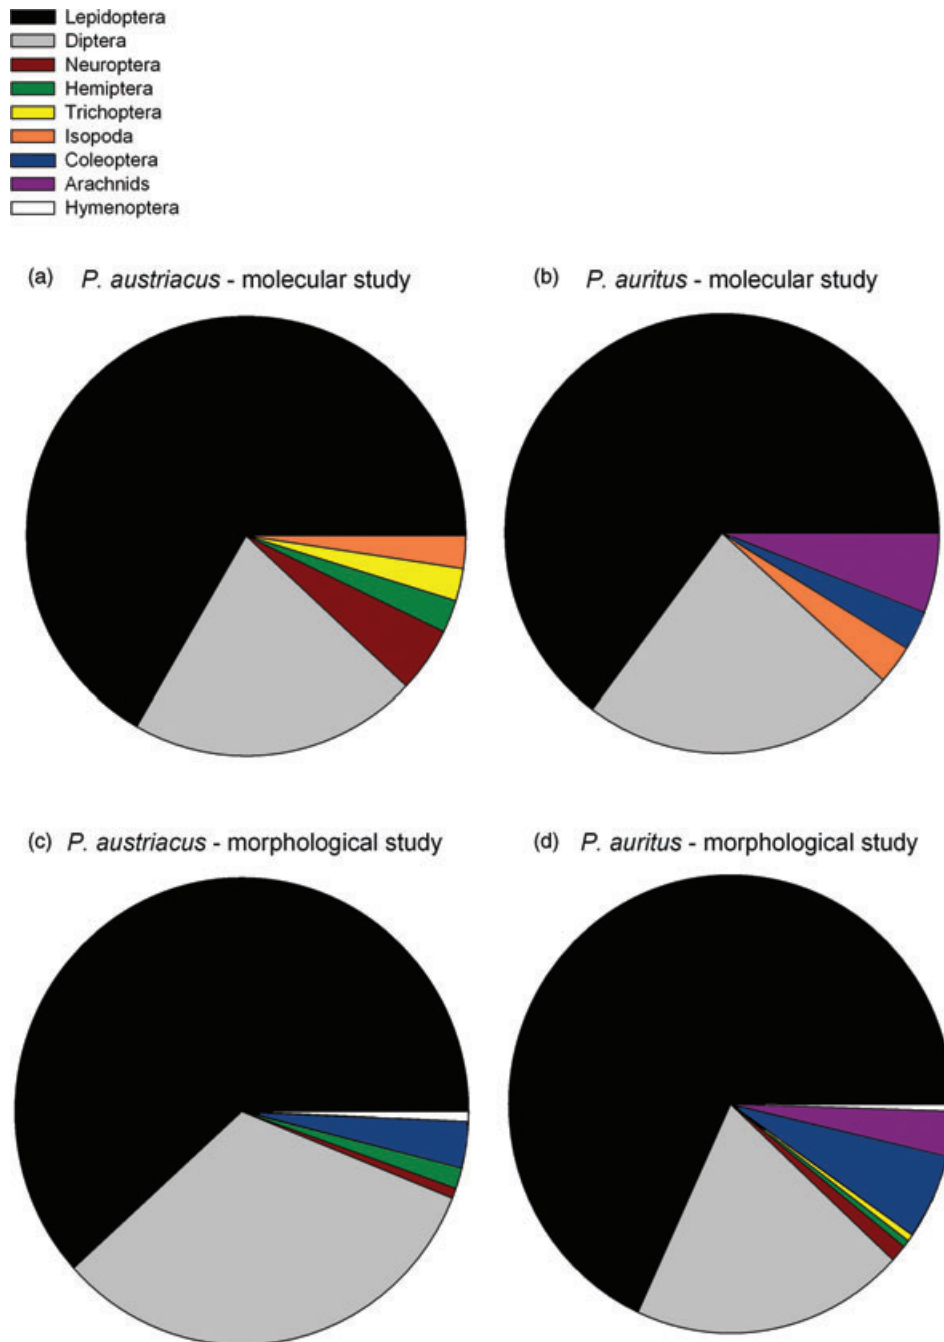 Lepidoptera
Diptera
Neuroptera
Hemiptera
Trichoptera
Isopoda
Coleoptera
Arachnids
Hymenoptera
(a) P. austriacus - molecular study
(b) P. auritus - molecular study
(c) P. austriacus - morphological study
(d) P. auritus - morphological study